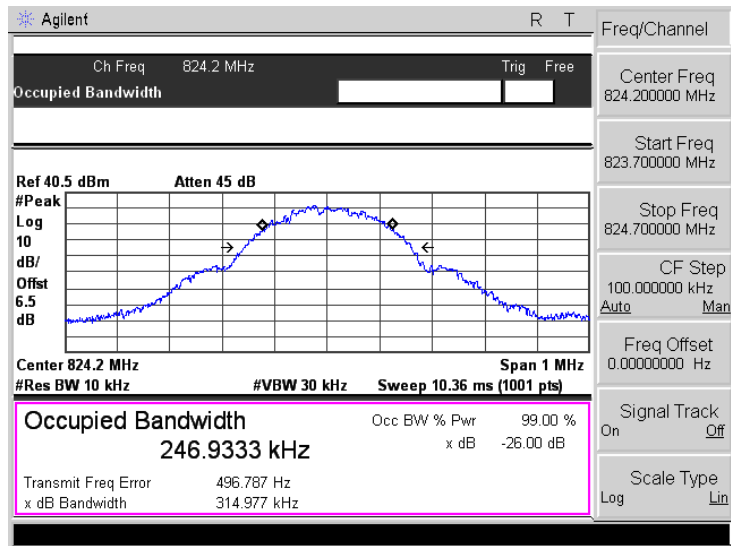 Agilent R T
Ch Freq 824.2 MHz Trig Free
Occupied Bandwidth
Ref 40.5 dBm Atten 45 dB
#Peak
Log
10
dB/
Offst
6.5
dB
Center 824.2 MHz Span 1 MHz
#Res BW 10 kHz #VBW 30 kHz Sweep 10.36 ms (1001 pts)
Occupied Bandwidth
246.9333 kHz
Occ BW % Pwr 99.00 %
x dB -26.00 dB
Transmit Freq Error 496.787 Hz
x dB Bandwidth 314.977 kHz
Freq/Channel
Center Freq
824.200000 MHz
Start Freq
823.700000 MHz
Stop Freq
824.700000 MHz
CF Step
100.000000 kHz
Auto Man
Freq Offset
0.00000000 Hz
Signal Track
On Off
Scale Type
Log Lin